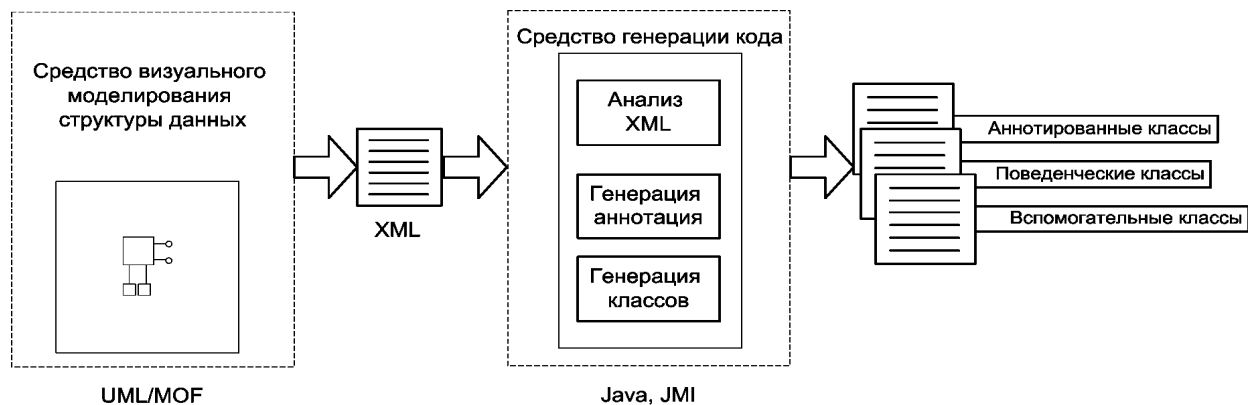 Средство визуального
моделирования
структуры данных
UML/MOF
XML
Средство генерации кода
Анализ
XML
Генерация
аннотация
Генерация
классов
Java, JMI
Аннотированные классы
Поведенческие классы
Вспомогательные классы